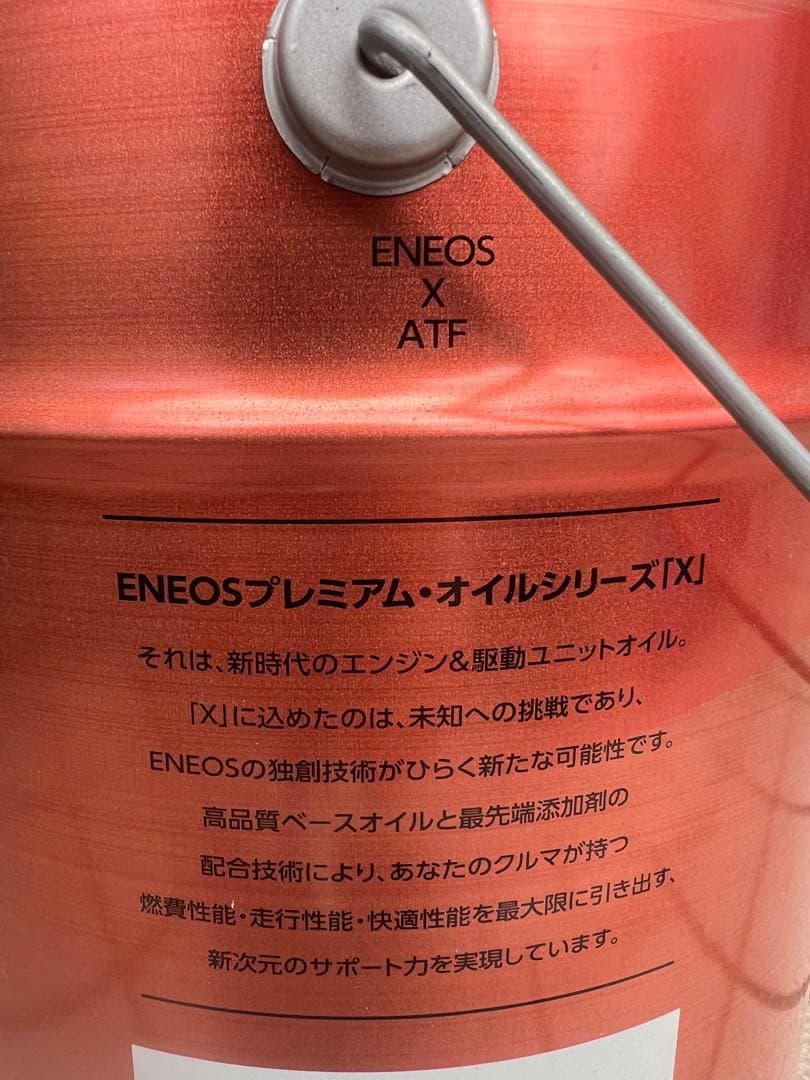 ENEOS
X
ATF
ENEOSプレミアム・オイルシリーズ「X」
それは、新時代のエンジン&駆動ユニットオイル。
「X」に込めたのは、未知への挑戦であり、
ENEOSの独創技術がひらく新たな可能性です。
高品質ベースオイルと最先端添加剤の
配合技術により、あなたのクルマが持つ
燃費性能・走行性能・快適性能を最大限に引き出す、
新次元のサポート力を実現しています。